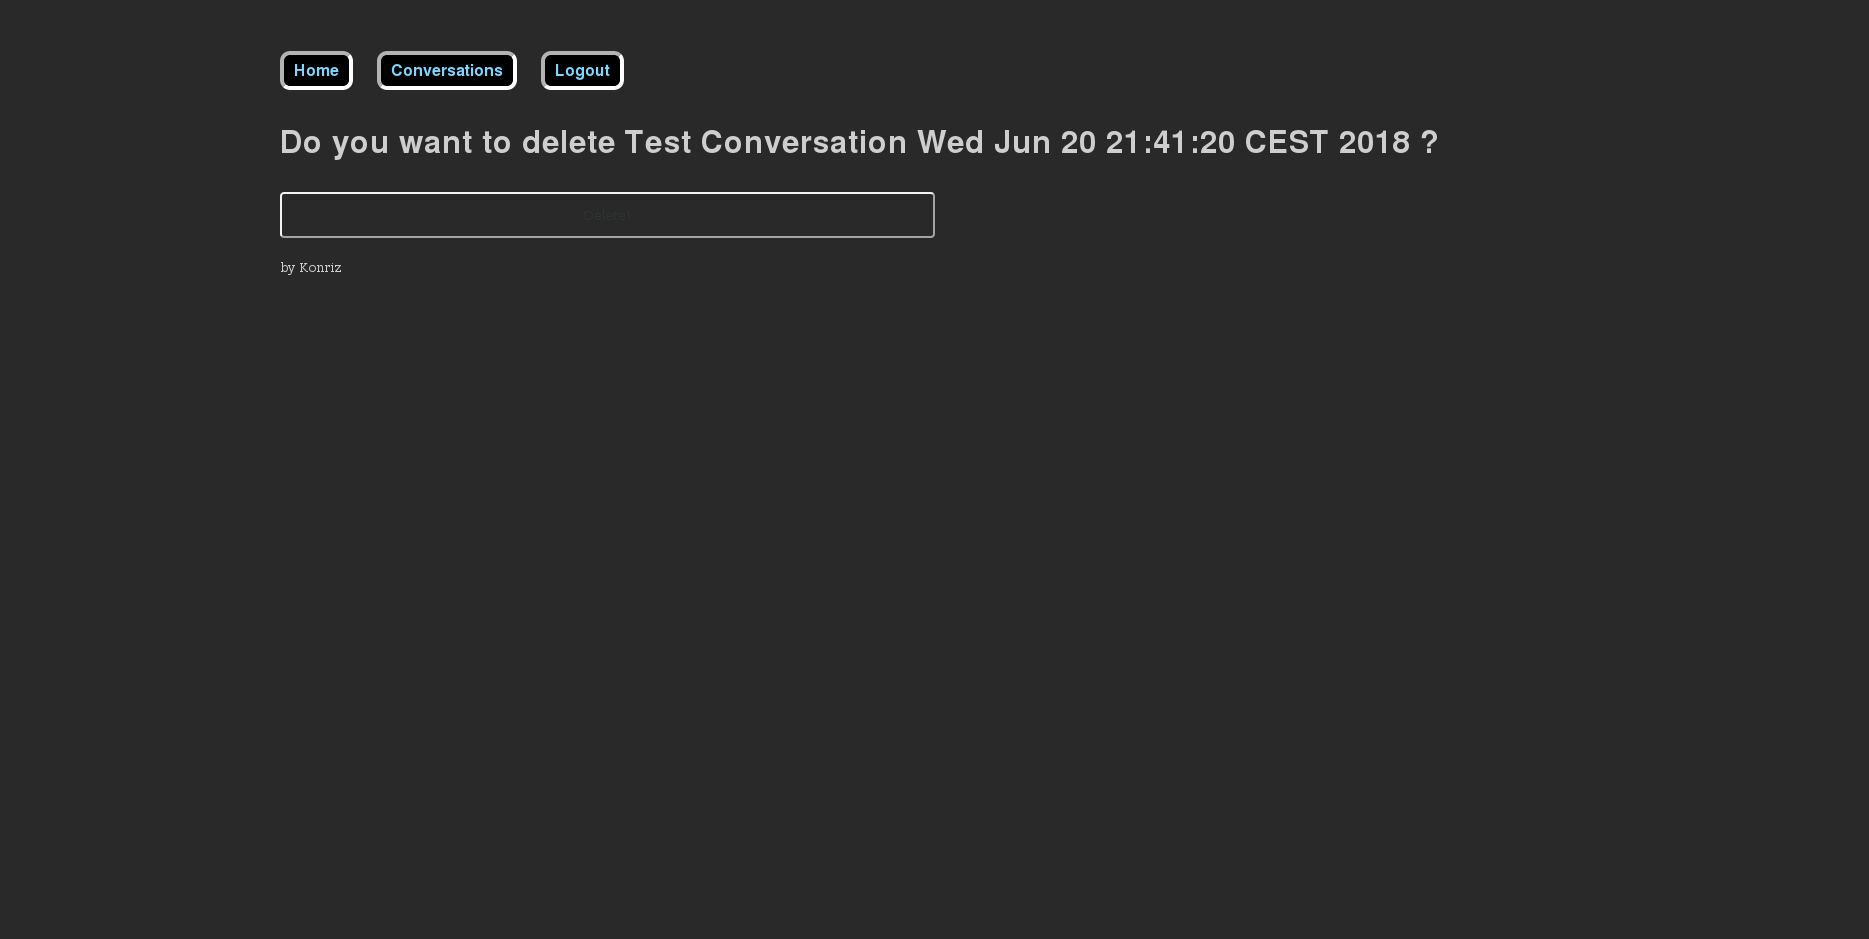 Home Conversations Logout
Do you want to delete Test Conversation Wed Jun 20 21:41:20 CEST 2018 ?
Delete!
by Konriz